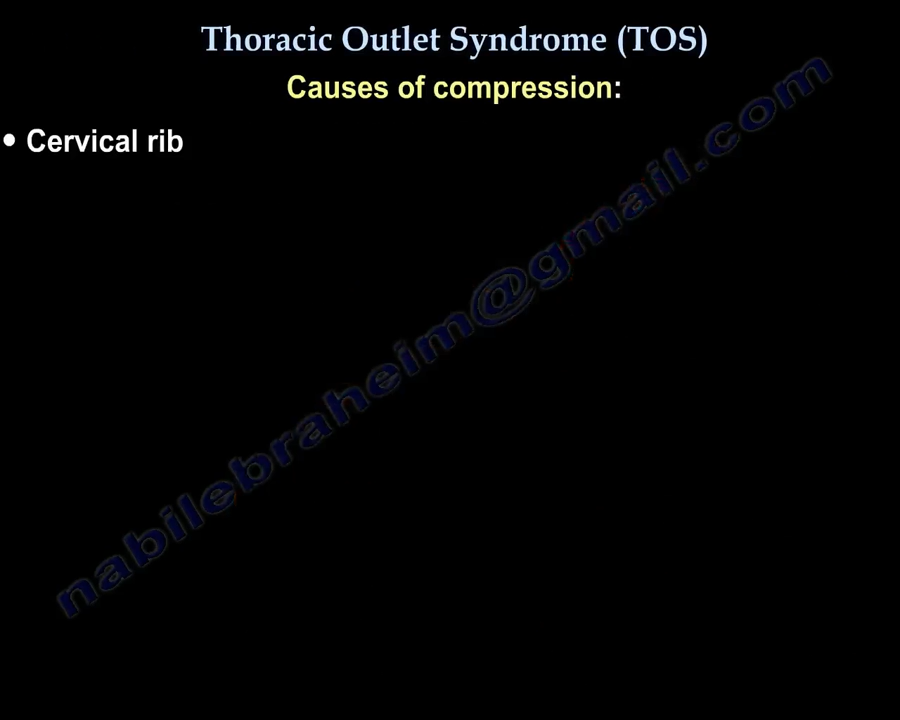 Thoracic Outlet Syndrome (TOS)
Causes of compression:
• Cervical rib
nabilebraheim@gmail.com